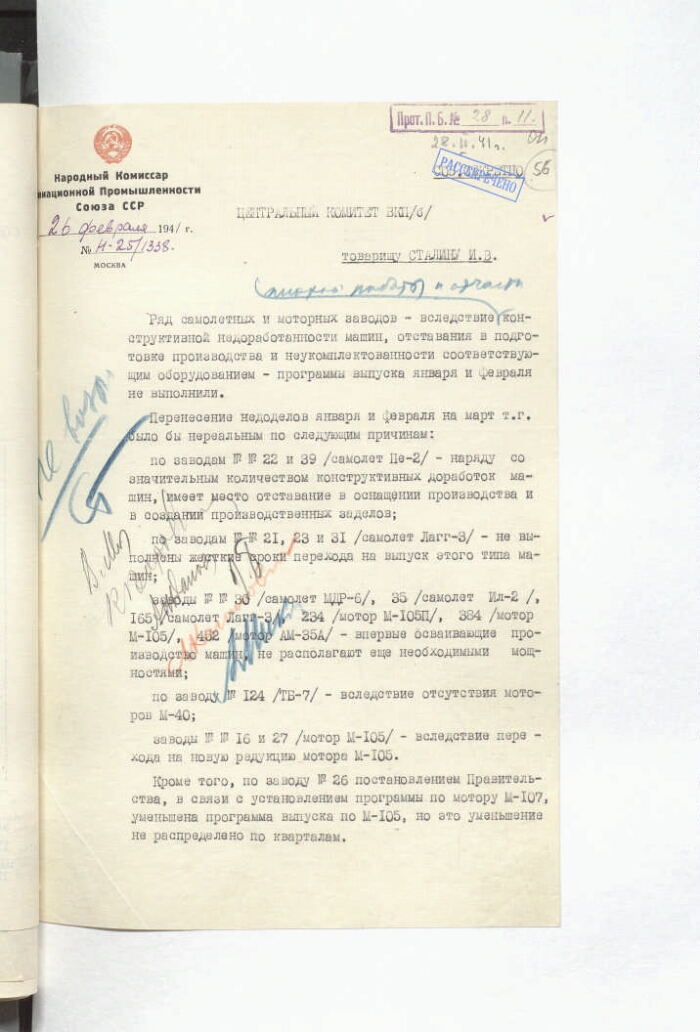 Прот. П.Б. № 28 п. 11.
28.II.41г.
РАССЕКРЕЧЕНО
56
Народный Комиссар
виационной Промышленности
Союза ССР
26 февраля 1941 г.
№ Н-25/1338.
МОСКВА
ЦЕНТРАЛЬНЫЙ КОМИТЕТ ВКП/б/
товарищу СТАЛИНУ И.В.
плохой работы и отчасти
Ряд самолетных и моторных заводов - вследствие кон-
структивной недоработанности машин, отставания в подго-
товке производства и неукомплектованности соответствую-
щим оборудованием - программы выпуска января и февраля
не выполнили.
Перенесение недоделов января и февраля на март т.г.
было бы нереальным по следующим причинам:
по заводам №№ 22 и 39 /самолет Пе-2/ - наряду со
значительным количеством конструктивных доработок ма-
шин, имеет место отставание в оснащении производства и
в создании производственных заделов;
по заводам №№ 21, 23 и 31 /самолет Лагг-3/ - не вы-
полнены жесткие сроки перехода на выпуск этого типа ма-
шин;
заводы №№ 30 /самолет МДР-6/, 35 /самолет Ил-2 /,
165 /самолет Лагг-3/, 234 /мотор М-105П/, 384 /мотор
М-105/, 452 /мотор АМ-35А/ - впервые осваивающие про-
изводство машин, не располагают еще необходимыми мощ-
ностями;
по заводу № 124 /ТБ-7/ - вследствие отсутствия мото-
ров М-40;
заводы №№ 16 и 27 /мотор М-105/ - вследствие пере -
хода на новую редукцию мотора М-105.
Кроме того, по заводу № 26 постановлением Правитель-
ства, в связи с установлением программы по мотору М-107,
уменьшена программа выпуска по М-105, но это уменьшение
не распределено по кварталам.